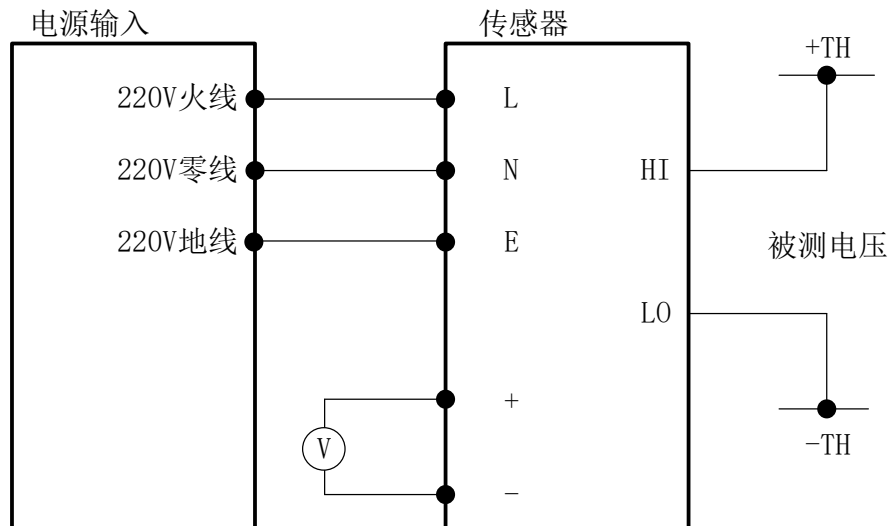 电源输入
传感器
+TH
220V火线
L
220V零线
N
HI
220V地线
E
被测电压
LO
+
V
-TH
-